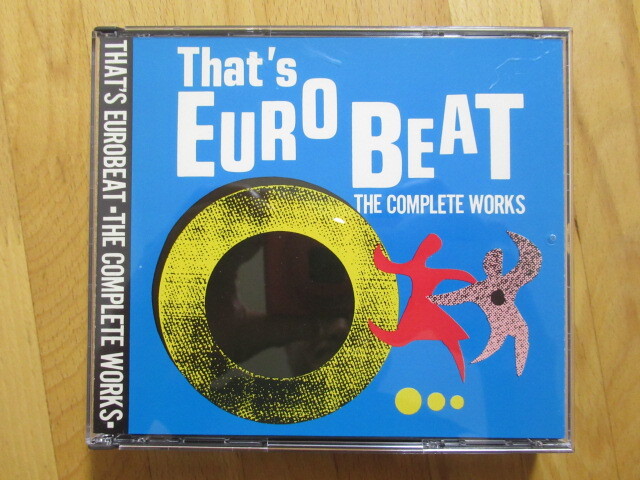 That's
EURO BEAT
THE COMPLETE WORKS
THAT'S EUROBEAT -THE COMPLETE WORKS-